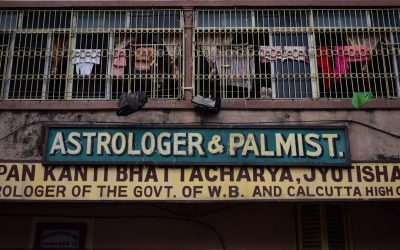 ASTROLOGER & PALMIST.
PAN KANTI BHATTACHARYA, JYOTISHA
ROLOGER OF THE GOVT. OF W.B. AND CALCUTTA HIGH